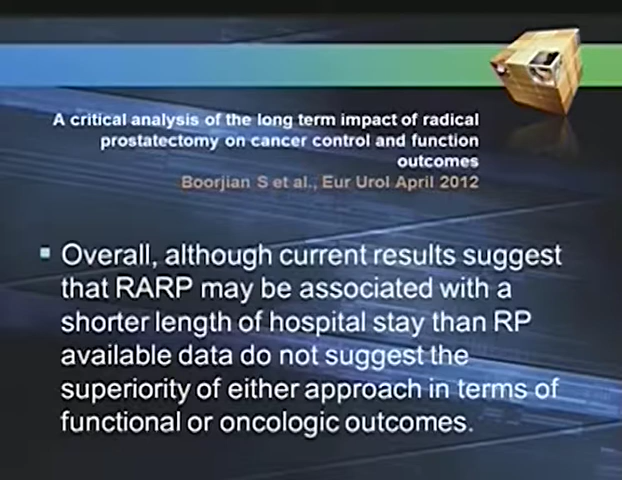 A critical analysis of the long term impact of radical
prostatectomy on cancer control and function
outcomes
Boorjian S et al., Eur Urol April 2012
Overall, although current results suggest
that RARP may be associated with a
shorter length of hospital stay than RP
available data do not suggest the
superiority of either approach in terms of
functional or oncologic outcomes.